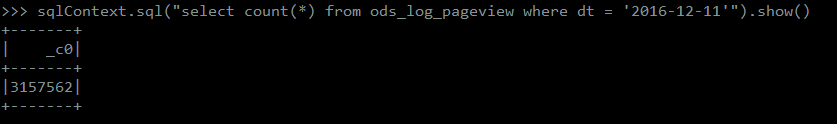 >>> sqlContext.sql("select count(*) from ods_log_pageview where dt = '2016-12-11'").show()
+-------+
|    _c0|
+-------+
|3157562|
+-------+